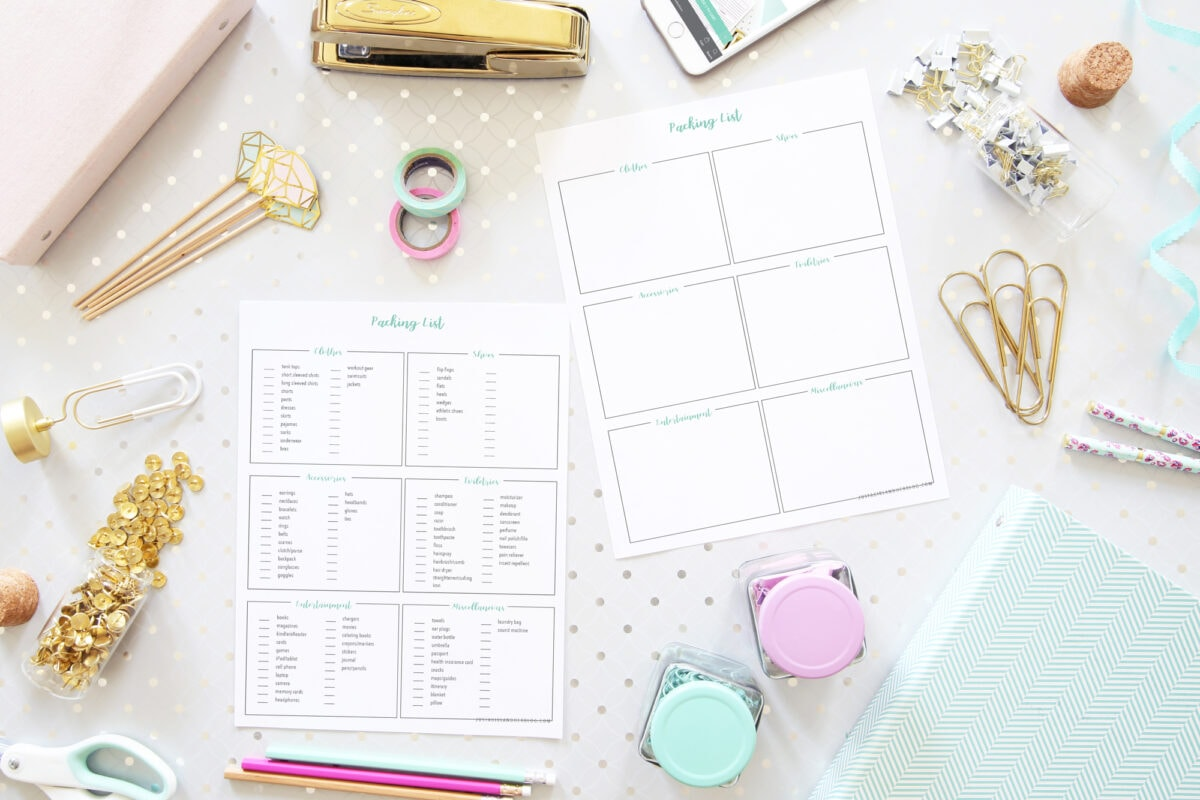 Swingline
Packing List
Clothes
Shoes
Accessories
Toiletries
Entertainment
Miscellaneous
JUSTAGIRLANDHERBLOG.COM
Packing List
Clothes
tank tops
short sleeved shirts
long sleeved shirts
shorts
pants
dresses
skirts
pajamas
socks
underwear
bras
workout gear
swimsuits
jackets
Shoes
flip flops
sandals
flats
heels
wedges
athletic shoes
boots
Accessories
earrings
necklaces
bracelets
watch
rings
belts
scarves
clutch/purse
backpack
sunglasses
goggles
hats
headbands
gloves
ties
Toiletries
shampoo
conditioner
soap
razor
toothbrush
toothpaste
floss
hairspray
hairbrush/comb
hair dryer
straightener/curling
iron
moisturizer
makeup
deodorant
sunscreen
perfume
nail polish/file
tweezers
pain reliever
insect repellent
Entertainment
books
magazines
kindle/eReader
cards
games
iPad/tablet
cell phone
laptop
camera
memory cards
headphones
chargers
movies
coloring books
crayons/markers
stickers
journal
pens/pencils
Miscellaneous
towels
ear plugs
water bottle
umbrella
passport
health insurance card
snacks
maps/guides
itinerary
blanket
pillow
laundry bag
sound machine
JUSTAGIRLANDHERBLOG.COM